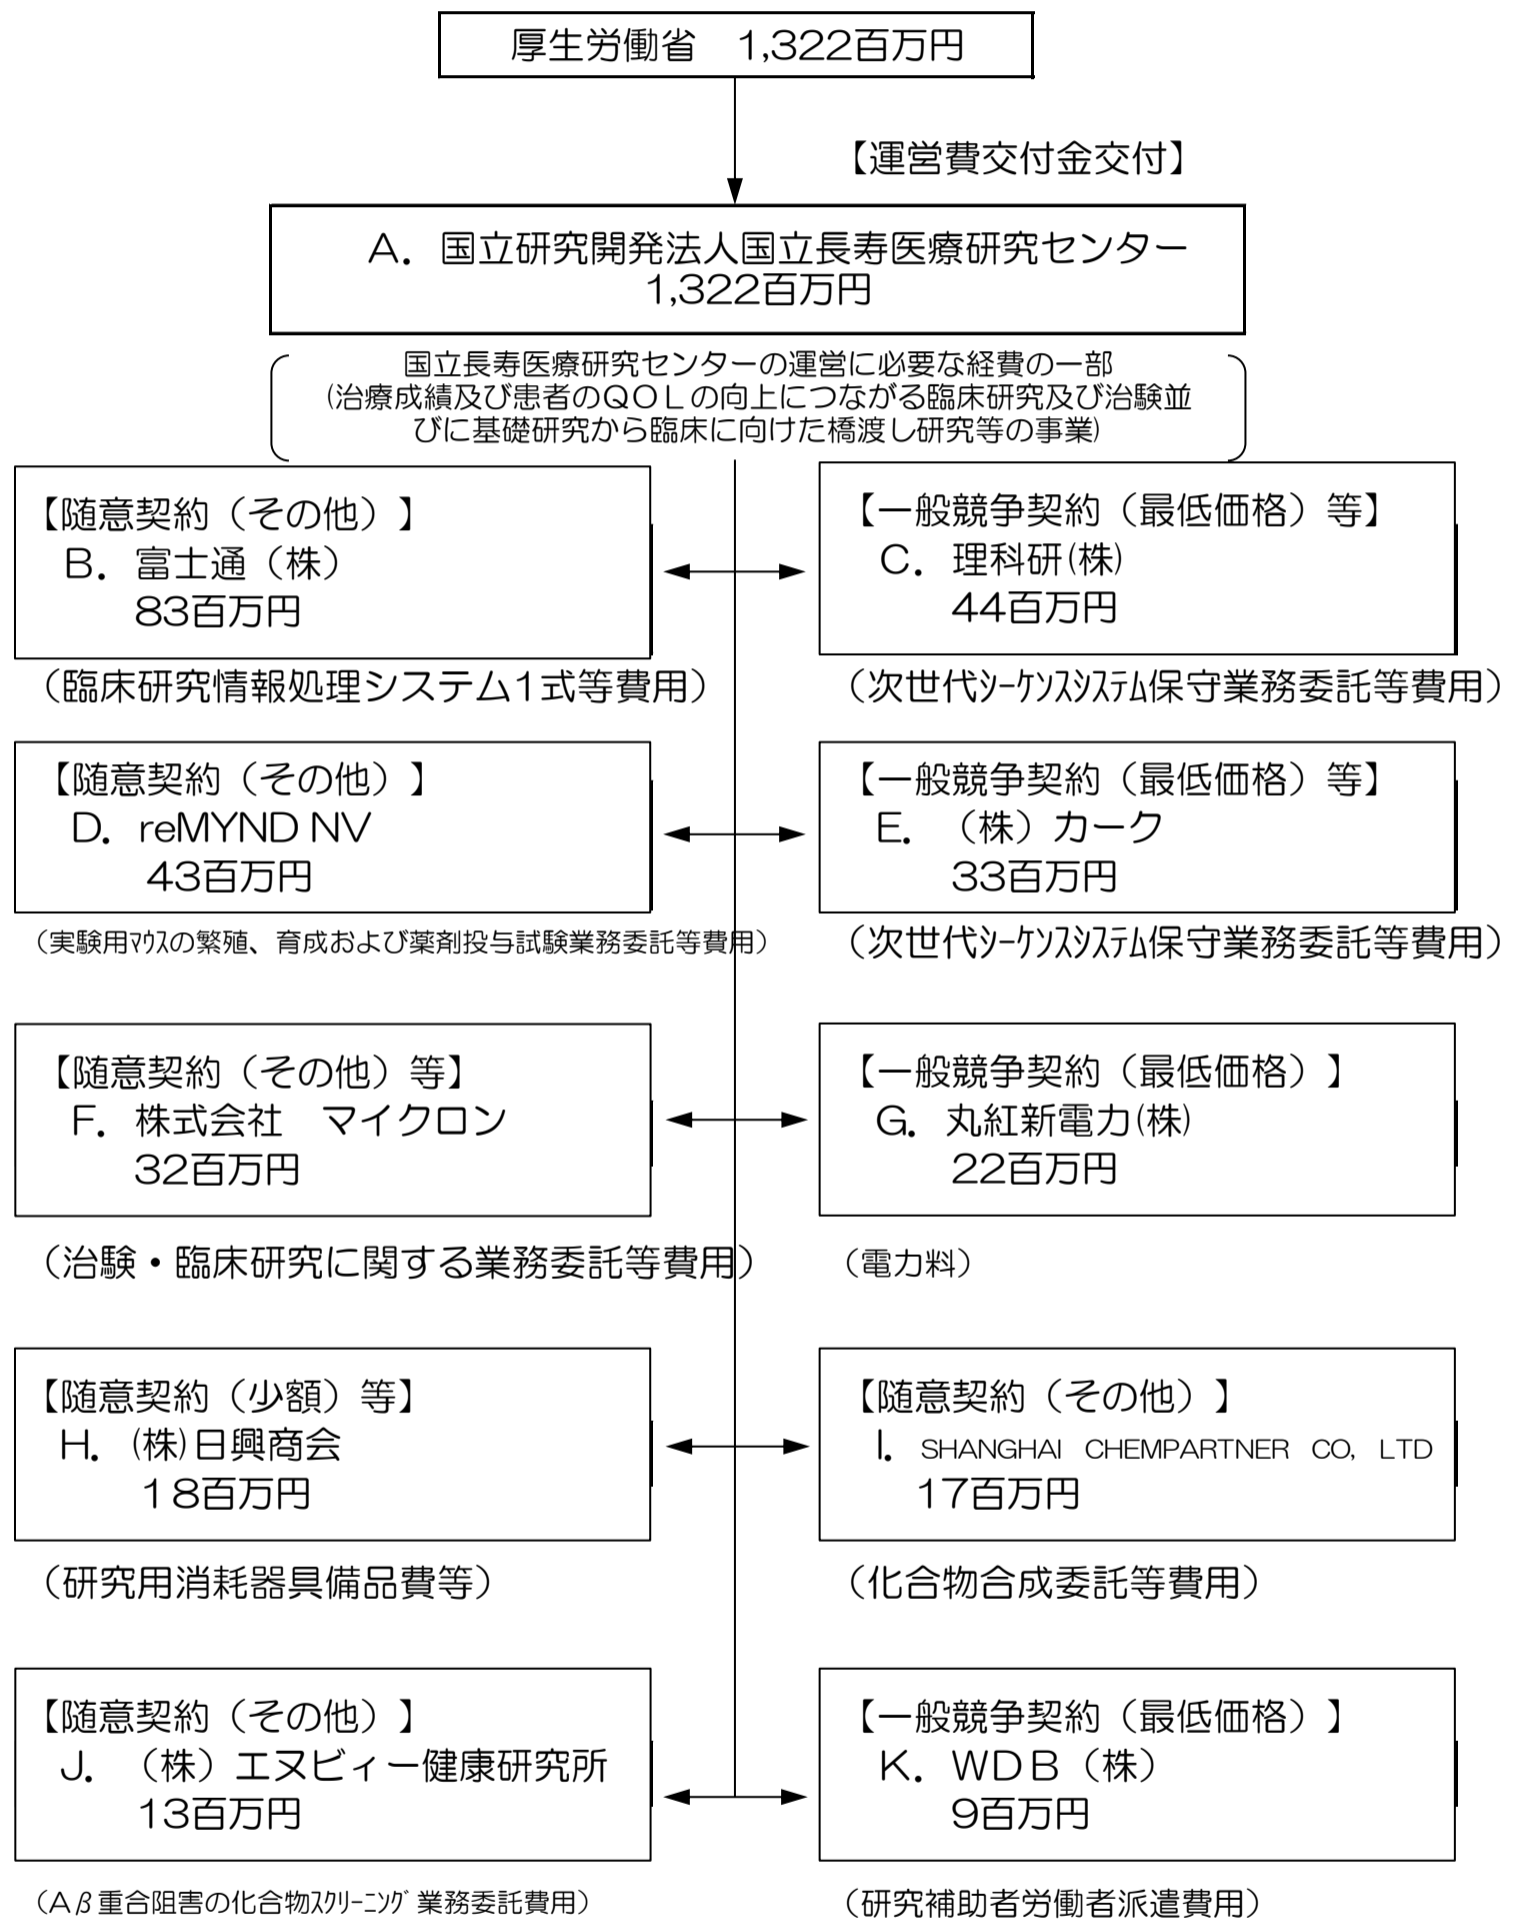 厚生労働省　1,322百万円
【運営費交付金交付】
A．国立研究開発法人国立長寿医療研究センター
1,322百万円
国立長寿医療研究センターの運営に必要な経費の一部
(治療成績及び患者のQOLの向上につながる臨床研究及び治験並
びに基礎研究から臨床に向けた橋渡し研究等の事業)
【随意契約（その他）】
B．富士通（株）
83百万円
（臨床研究情報処理システム1式等費用）
【一般競争契約（最低価格）等】
C．理科研(株)
44百万円
（次世代ｼｰｹﾝｽｼｽﾃﾑ保守業務委託等費用）
【随意契約（その他）】
D．reMYND NV
43百万円
（実験用ﾏｳｽの繁殖、育成および薬剤投与試験業務委託等費用）
【一般競争契約（最低価格）等】
E．（株）カーク
33百万円
（次世代ｼｰｹﾝｽｼｽﾃﾑ保守業務委託等費用）
【随意契約（その他）等】
F．株式会社　マイクロン
32百万円
（治験・臨床研究に関する業務委託等費用）
【一般競争契約（最低価格）】
G．丸紅新電力(株)
22百万円
（電力料）
【随意契約（少額）等】
H．(株)日興商会
18百万円
（研究用消耗器具備品費等）
【随意契約（その他）】
I．SHANGHAI　CHEMPARTNER　CO，LTD
17百万円
（化合物合成委託等費用）
【随意契約（その他）】
J．（株）エヌビィー健康研究所
13百万円
（Aβ重合阻害の化合物ｽｸﾘｰﾆﾝｸﾞ業務委託費用）
【一般競争契約（最低価格）】
K．WDB（株）
9百万円
（研究補助者労働者派遣費用）